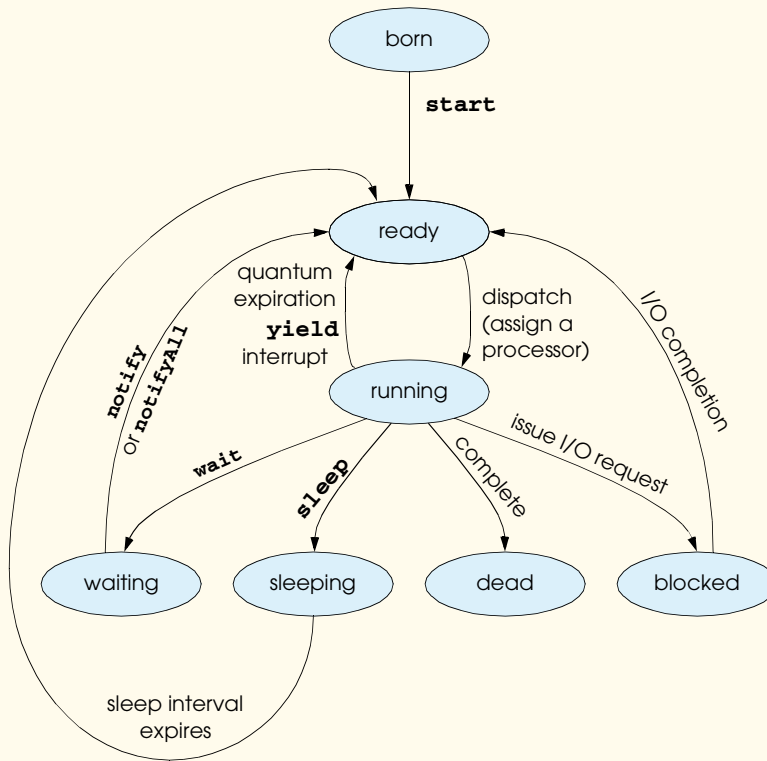 born
start
ready
quantum
expiration
yield
interrupt
dispatch
(assign a
processor)
I/O completion
notify
or notifyAll
running
wait
sleep
complete
issue I/O request
waiting
sleeping
dead
blocked
sleep interval
expires